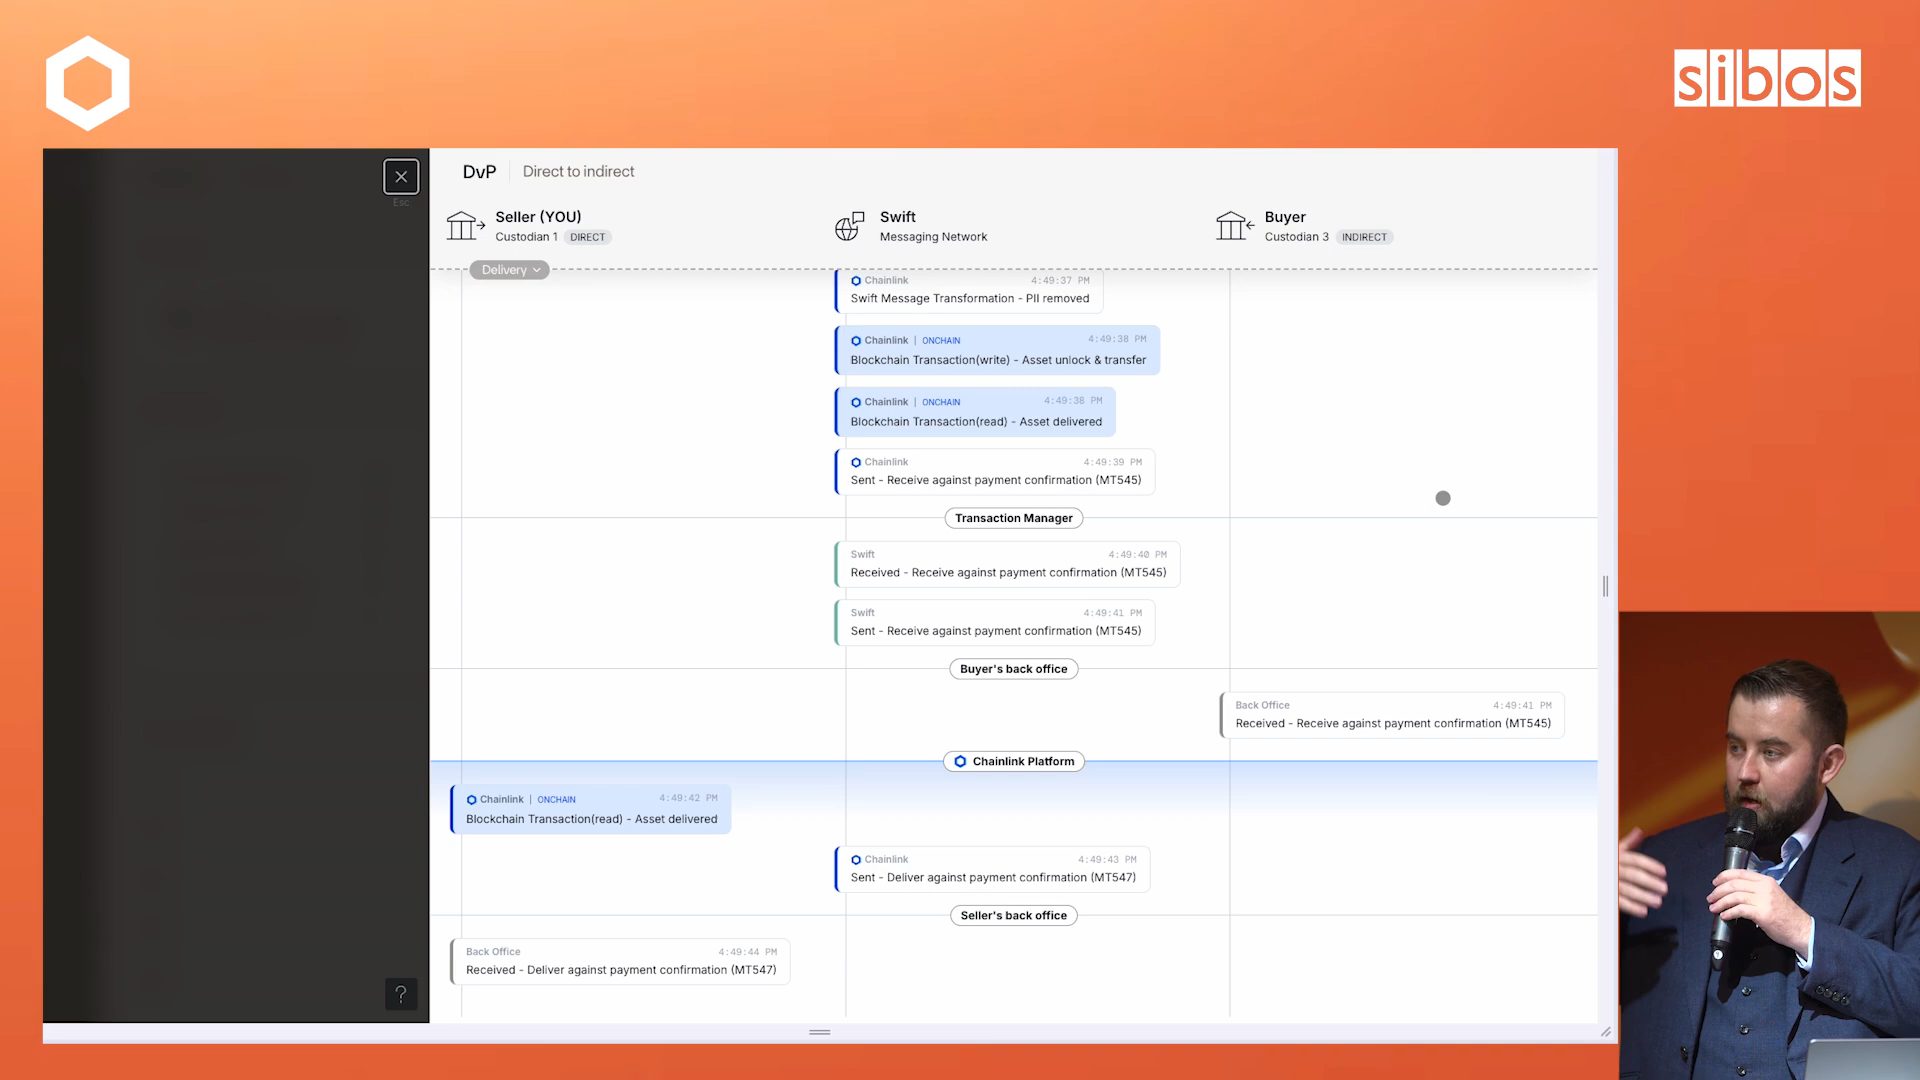 sibos
Esc
DvP
Direct to indirect
Seller (YOU)
Custodian 1 DIRECT
Swift
Messaging Network
Buyer
Custodian 3 INDIRECT
Delivery
Chainlink 4:49:37 PM
Swift Message Transformation - PII removed
Chainlink | ONCHAIN 4:49:38 PM
Blockchain Transaction(write) - Asset unlock & transfer
Chainlink | ONCHAIN 4:49:38 PM
Blockchain Transaction(read) - Asset delivered
Chainlink 4:49:39 PM
Sent - Receive against payment confirmation (MT545)
Transaction Manager
Swift 4:49:40 PM
Received - Receive against payment confirmation (MT545)
Swift 4:49:41 PM
Sent - Receive against payment confirmation (MT545)
Buyer's back office
Back Office 4:49:41 PM
Received - Receive against payment confirmation (MT545)
Chainlink Platform
Chainlink | ONCHAIN 4:49:42 PM
Blockchain Transaction(read) - Asset delivered
Chainlink 4:49:43 PM
Sent - Deliver against payment confirmation (MT547)
Seller's back office
Back Office 4:49:44 PM
Received - Deliver against payment confirmation (MT547)
?